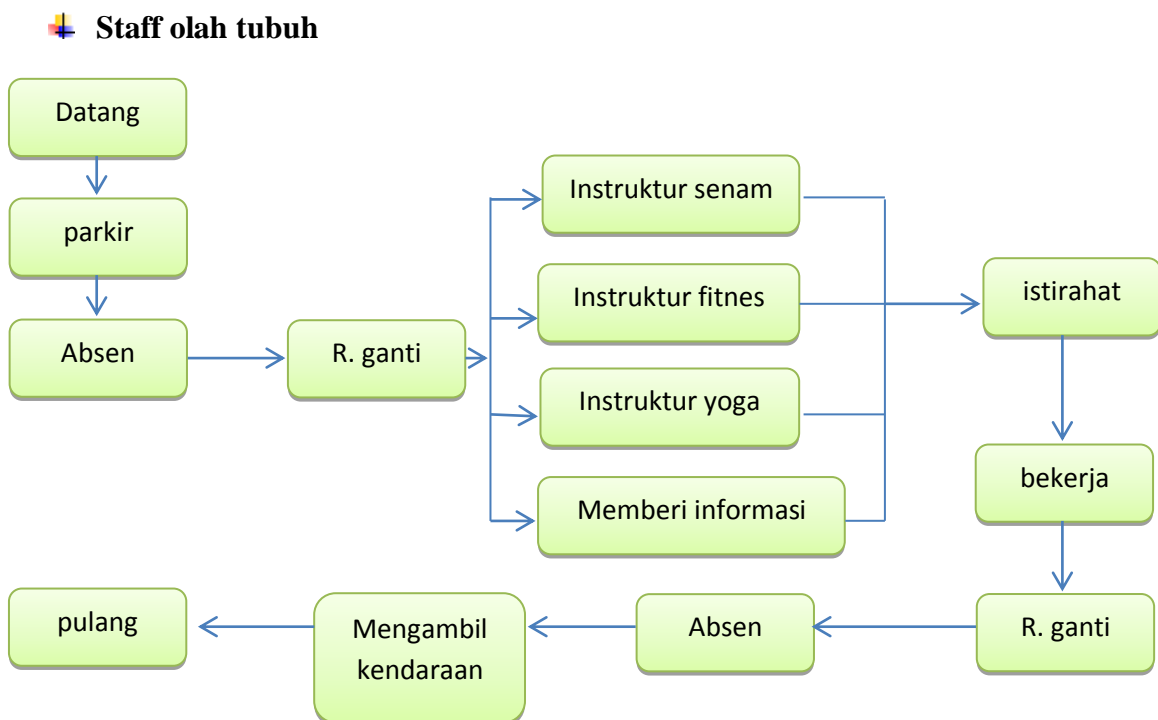 Staff olah tubuh
Datang
parkir
Absen
R. ganti
Instruktur senam
Instruktur fitnes
Instruktur yoga
Memberi informasi
istirahat
bekerja
R. ganti
Absen
Mengambil
kendaraan
pulang